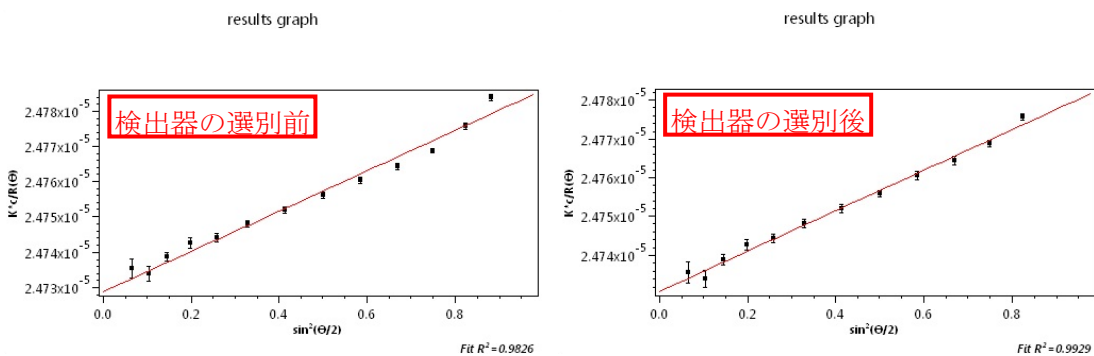 results graph
検出器の選別前
K*c/R(Θ)
2.478x10⁻⁵
2.477x10⁻⁵
2.476x10⁻⁵
2.475x10⁻⁵
2.474x10⁻⁵
2.473x10⁻⁵
0.0 0.2 0.4 0.6 0.8
sin²(Θ/2)
Fit R²=0.9826
results graph
検出器の選別後
K*c/R(Θ)
2.478x10⁻⁵
2.477x10⁻⁵
2.476x10⁻⁵
2.475x10⁻⁵
2.474x10⁻⁵
0.0 0.2 0.4 0.6 0.8
sin²(Θ/2)
Fit R²=0.9929